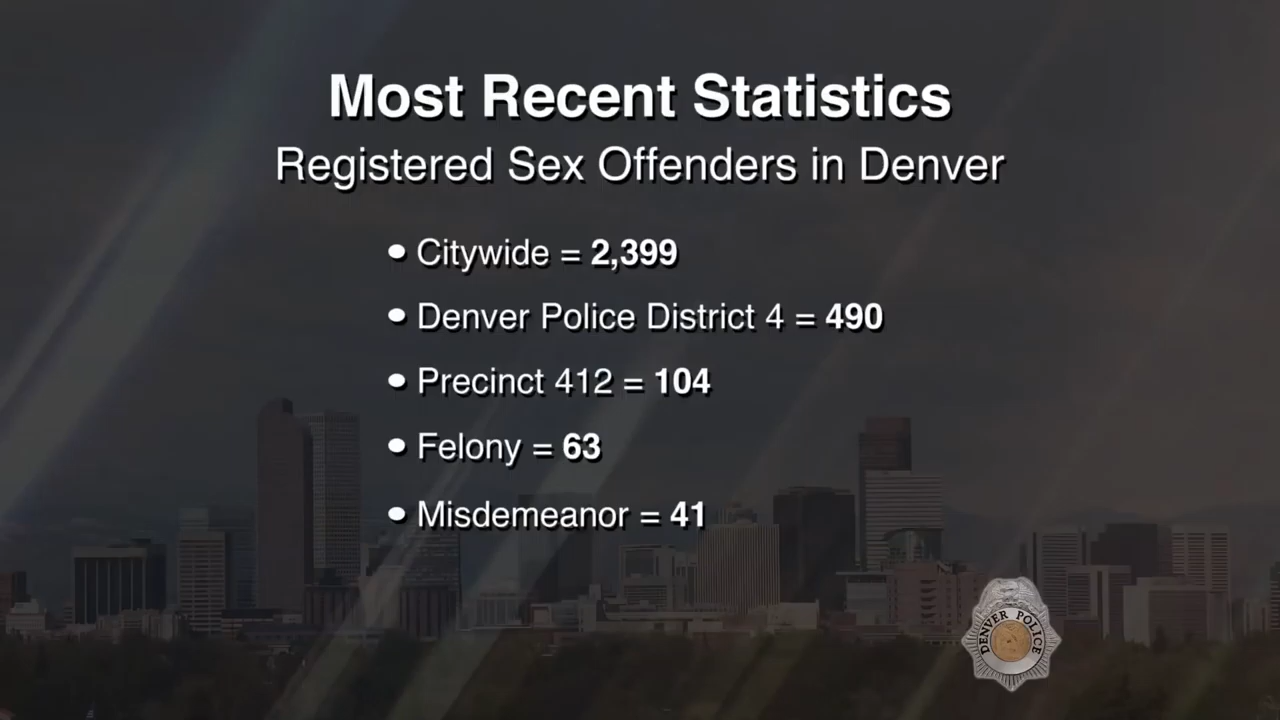 Most Recent Statistics
Registered Sex Offenders in Denver
• Citywide = 2,399
• Denver Police District 4 = 490
• Precinct 412 = 104
• Felony = 63
• Misdemeanor = 41
DENVER POLICE